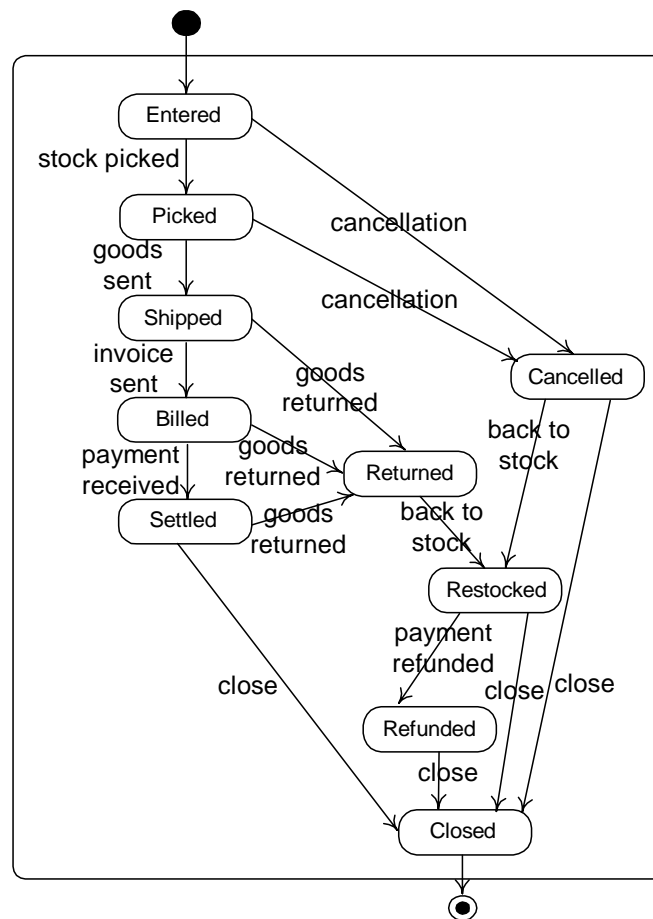 Entered
stock picked
Picked
cancellation
goods
sent
cancellation
Shipped
invoice
sent
goods
returned
Cancelled
Billed
goods
returned
back to
stock
payment
received
Returned
Settled
goods
returned
back to
stock
Restocked
payment
refunded
close
close
close
Refunded
close
Closed